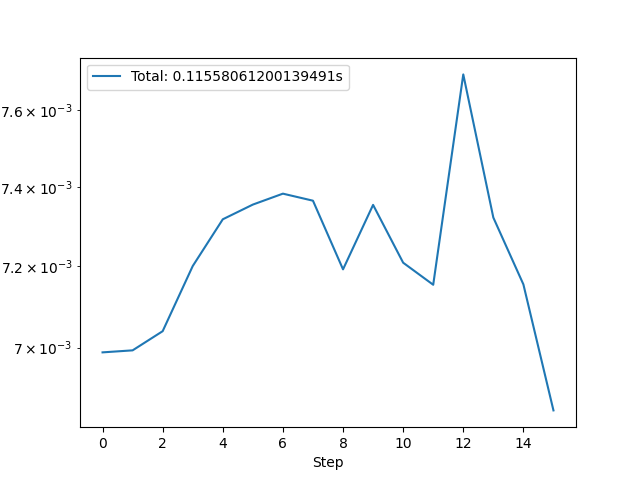 Total: 0.11558061200139491s
7.6 × 10⁻³
7.4 × 10⁻³
7.2 × 10⁻³
7 × 10⁻³
0 2 4 6 8 10 12 14
Step